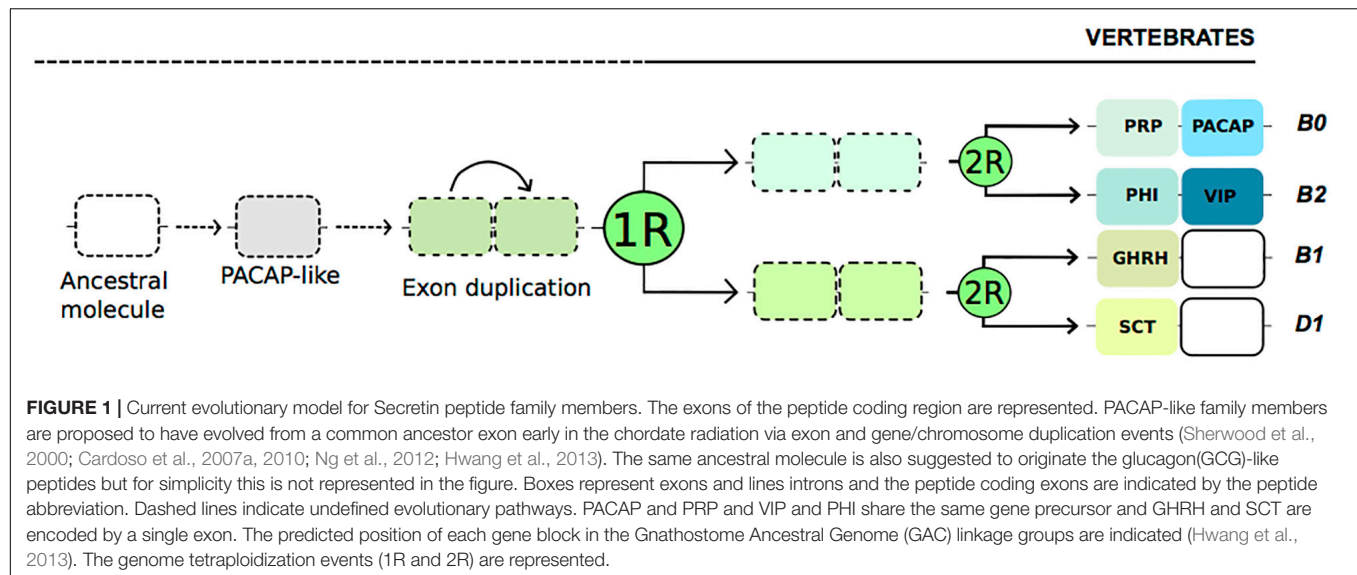 VERTEBRATES
PRP PACAP B0
2R
PHI VIP B2
1R
GHRH B1
2R
SCT D1
Ancestral
molecule
PACAP-like
Exon duplication
FIGURE 1 | Current evolutionary model for Secretin peptide family members. The exons of the peptide coding region are represented. PACAP-like family members
are proposed to have evolved from a common ancestor exon early in the chordate radiation via exon and gene/chromosome duplication events (Sherwood et al.,
2000; Cardoso et al., 2007a, 2010; Ng et al., 2012; Hwang et al., 2013). The same ancestral molecule is also suggested to originate the glucagon(GCG)-like
peptides but for simplicity this is not represented in the figure. Boxes represent exons and lines introns and the peptide coding exons are indicated by the peptide
abbreviation. Dashed lines indicate undefined evolutionary pathways. PACAP and PRP and VIP and PHI share the same gene precursor and GHRH and SCT are
encoded by a single exon. The predicted position of each gene block in the Gnathostome Ancestral Genome (GAC) linkage groups are indicated (Hwang et al.,
2013). The genome tetraploidization events (1R and 2R) are represented.